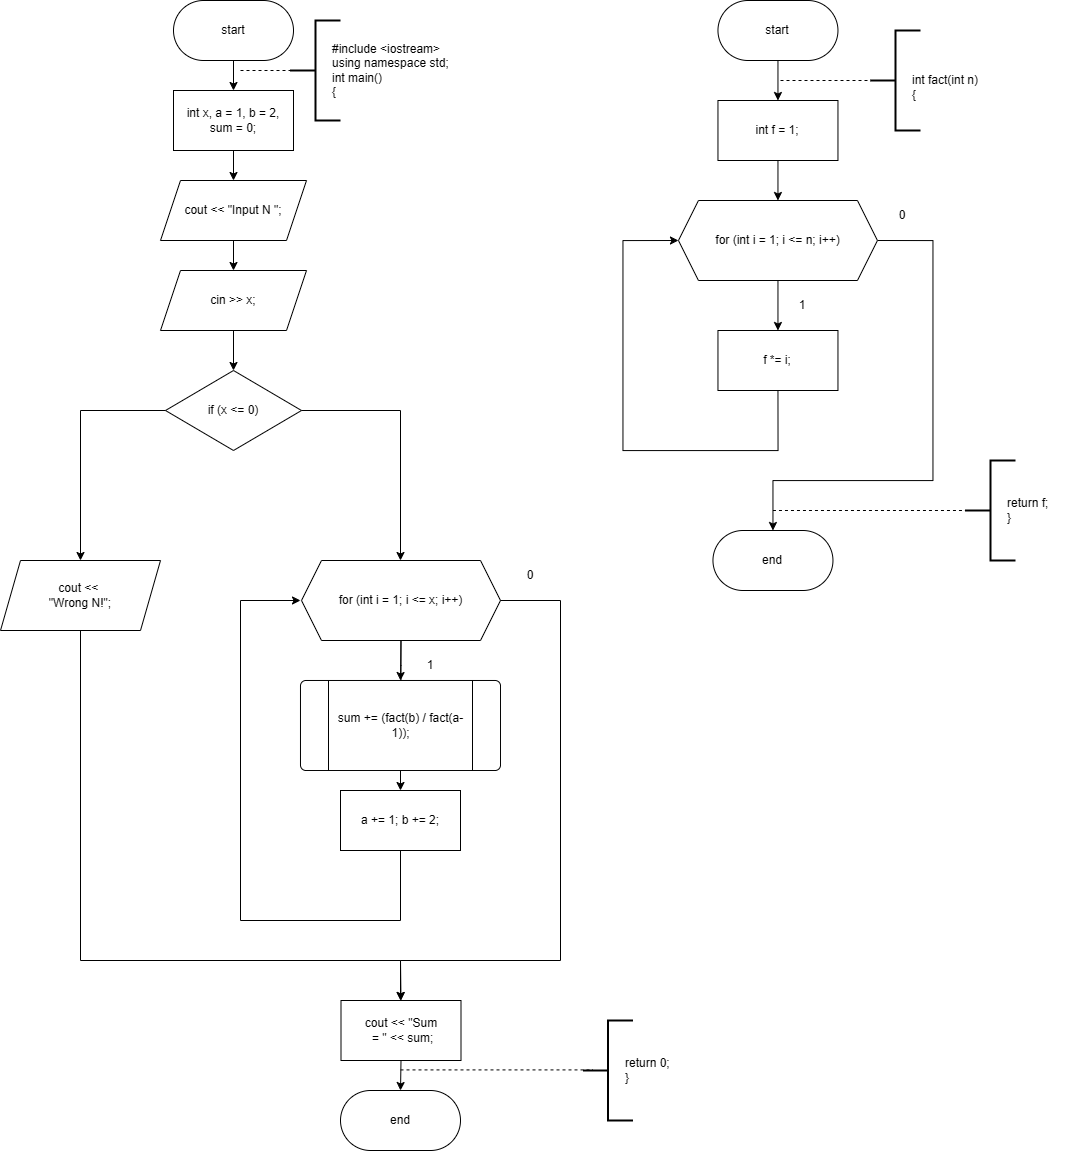 start
#include <iostream>
using namespace std;
int main()
{
int x, a = 1, b = 2,
sum = 0;
cout << "Input N ";
cin >> x;
if (x <= 0)
cout <<
"Wrong N!";
for (int i = 1; i <= x; i++)
0
1
sum += (fact(b) / fact(a-
1));
a += 1; b += 2;
cout << "Sum
= " << sum;
return 0;
}
end
start
int fact(int n)
{
int f = 1;
for (int i = 1; i <= n; i++)
0
1
f *= i;
return f;
}
end